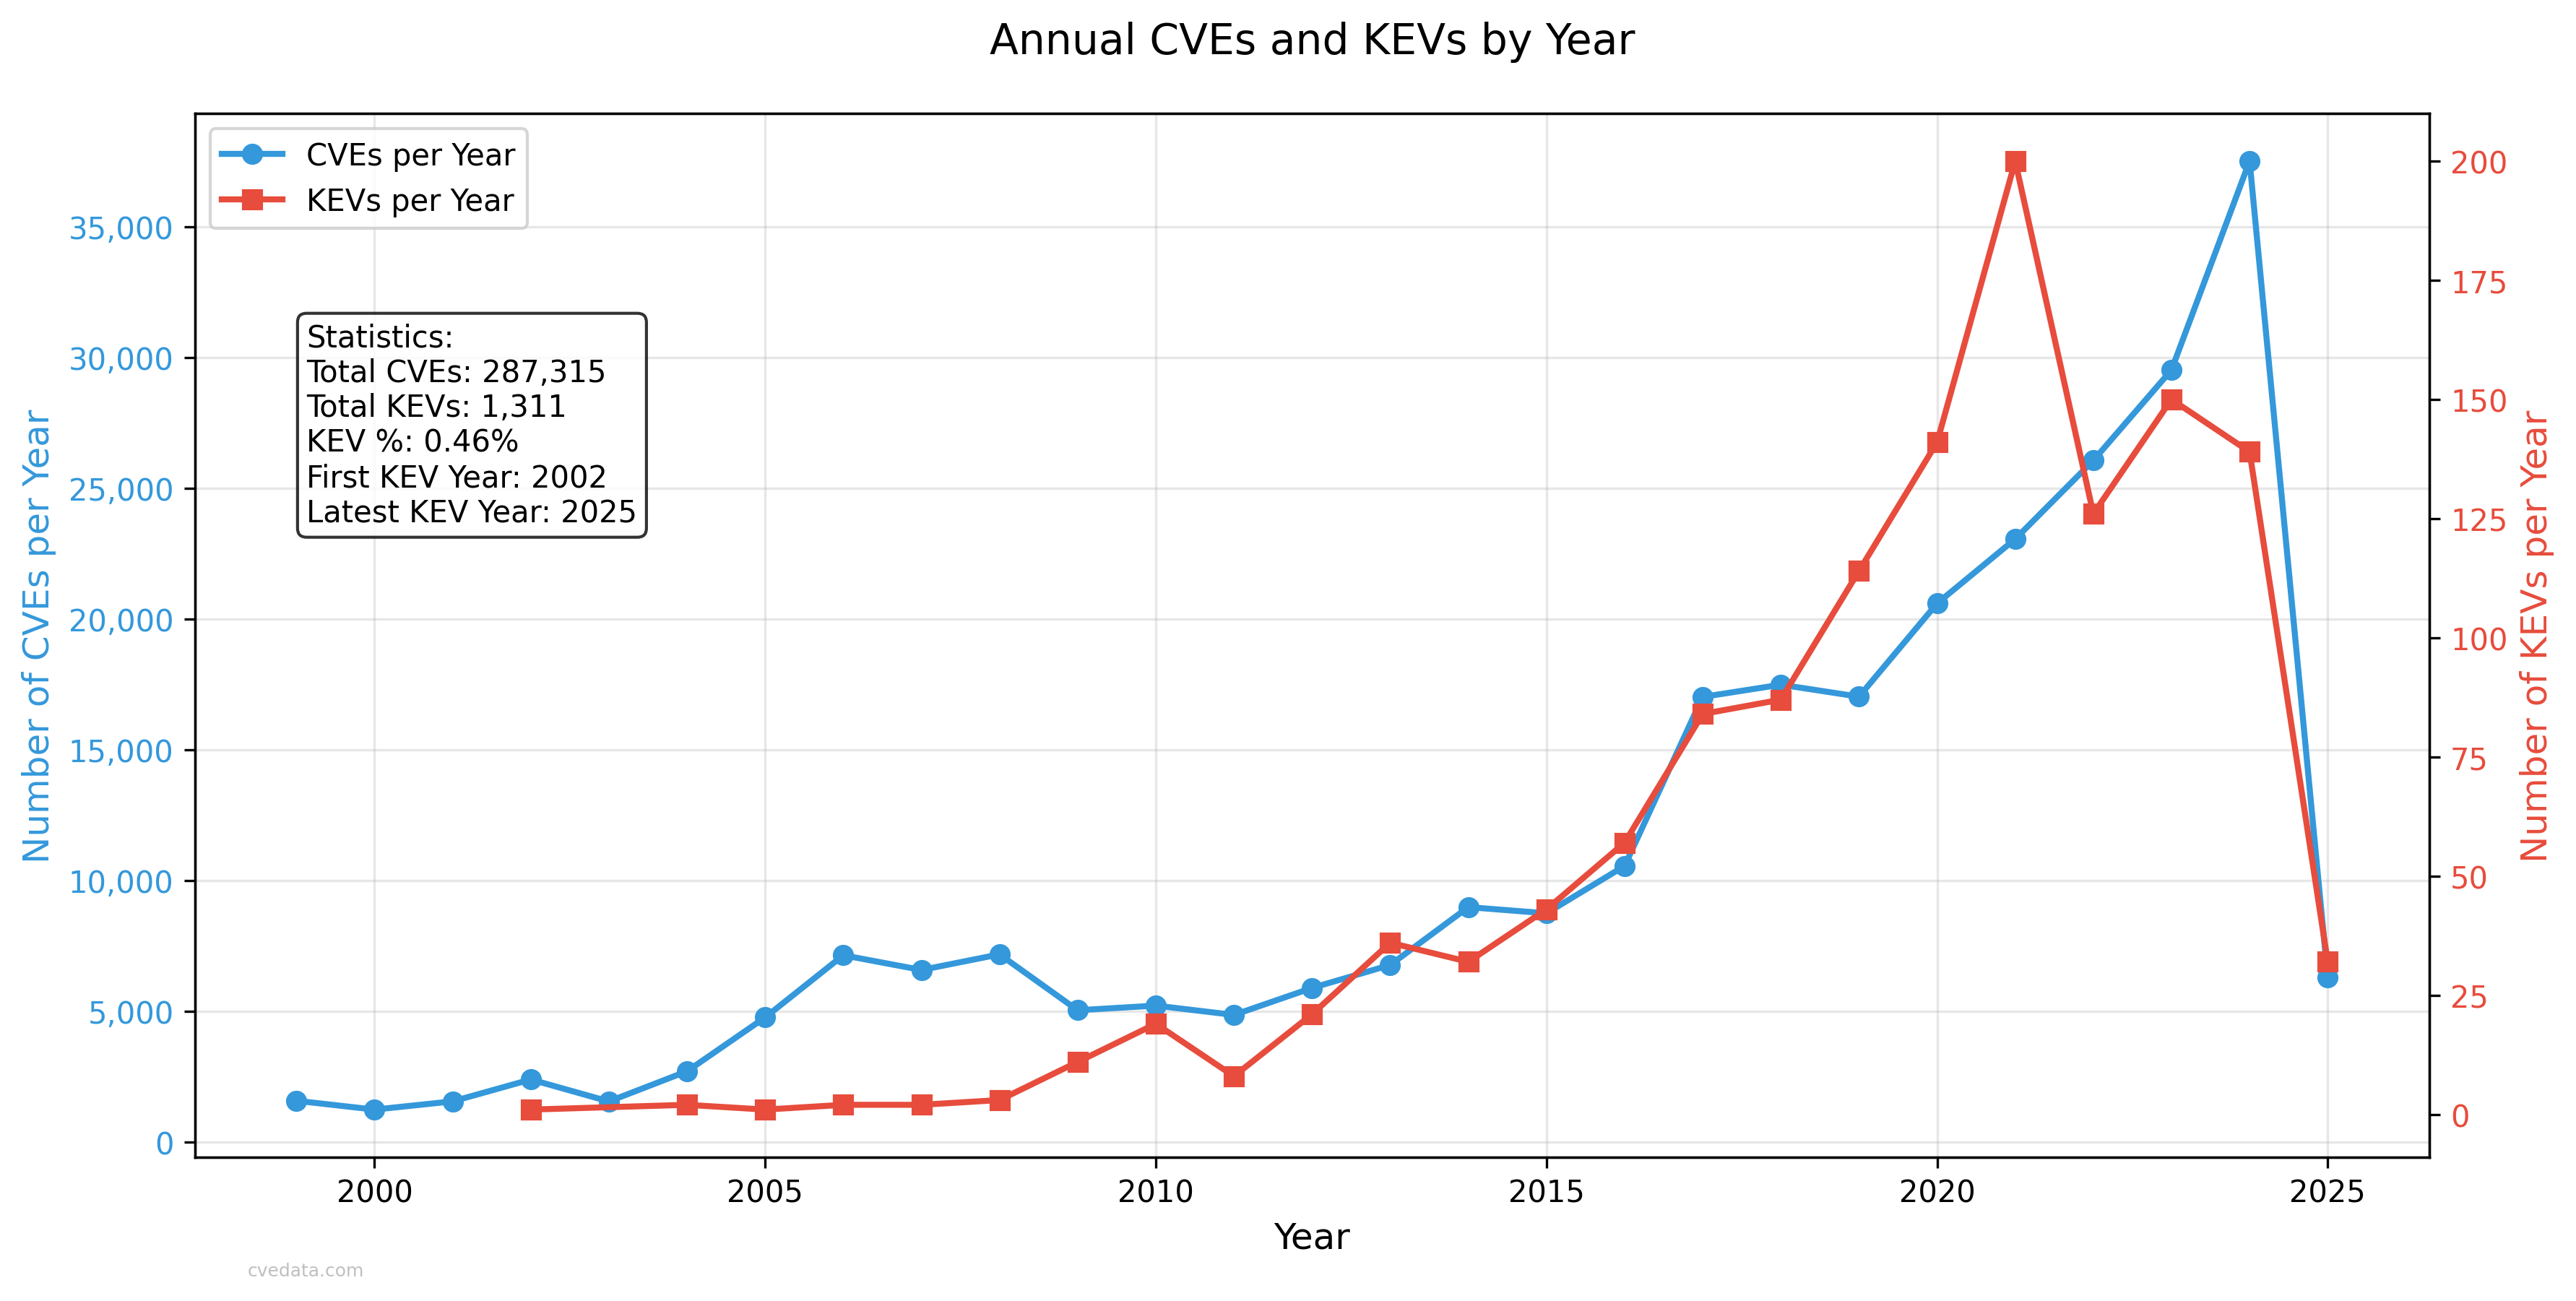 Annual CVEs and KEVs by Year
CVEs per Year
KEVs per Year
Statistics:
Total CVEs: 287,315
Total KEVs: 1,311
KEV %: 0.46%
First KEV Year: 2002
Latest KEV Year: 2025
Number of CVEs per Year
35,000
30,000
25,000
20,000
15,000
10,000
5,000
0
200
175
150
125
100
75
50
25
0
Number of KEVs per Year
2000
2005
2010
2015
2020
2025
Year
cvedata.com